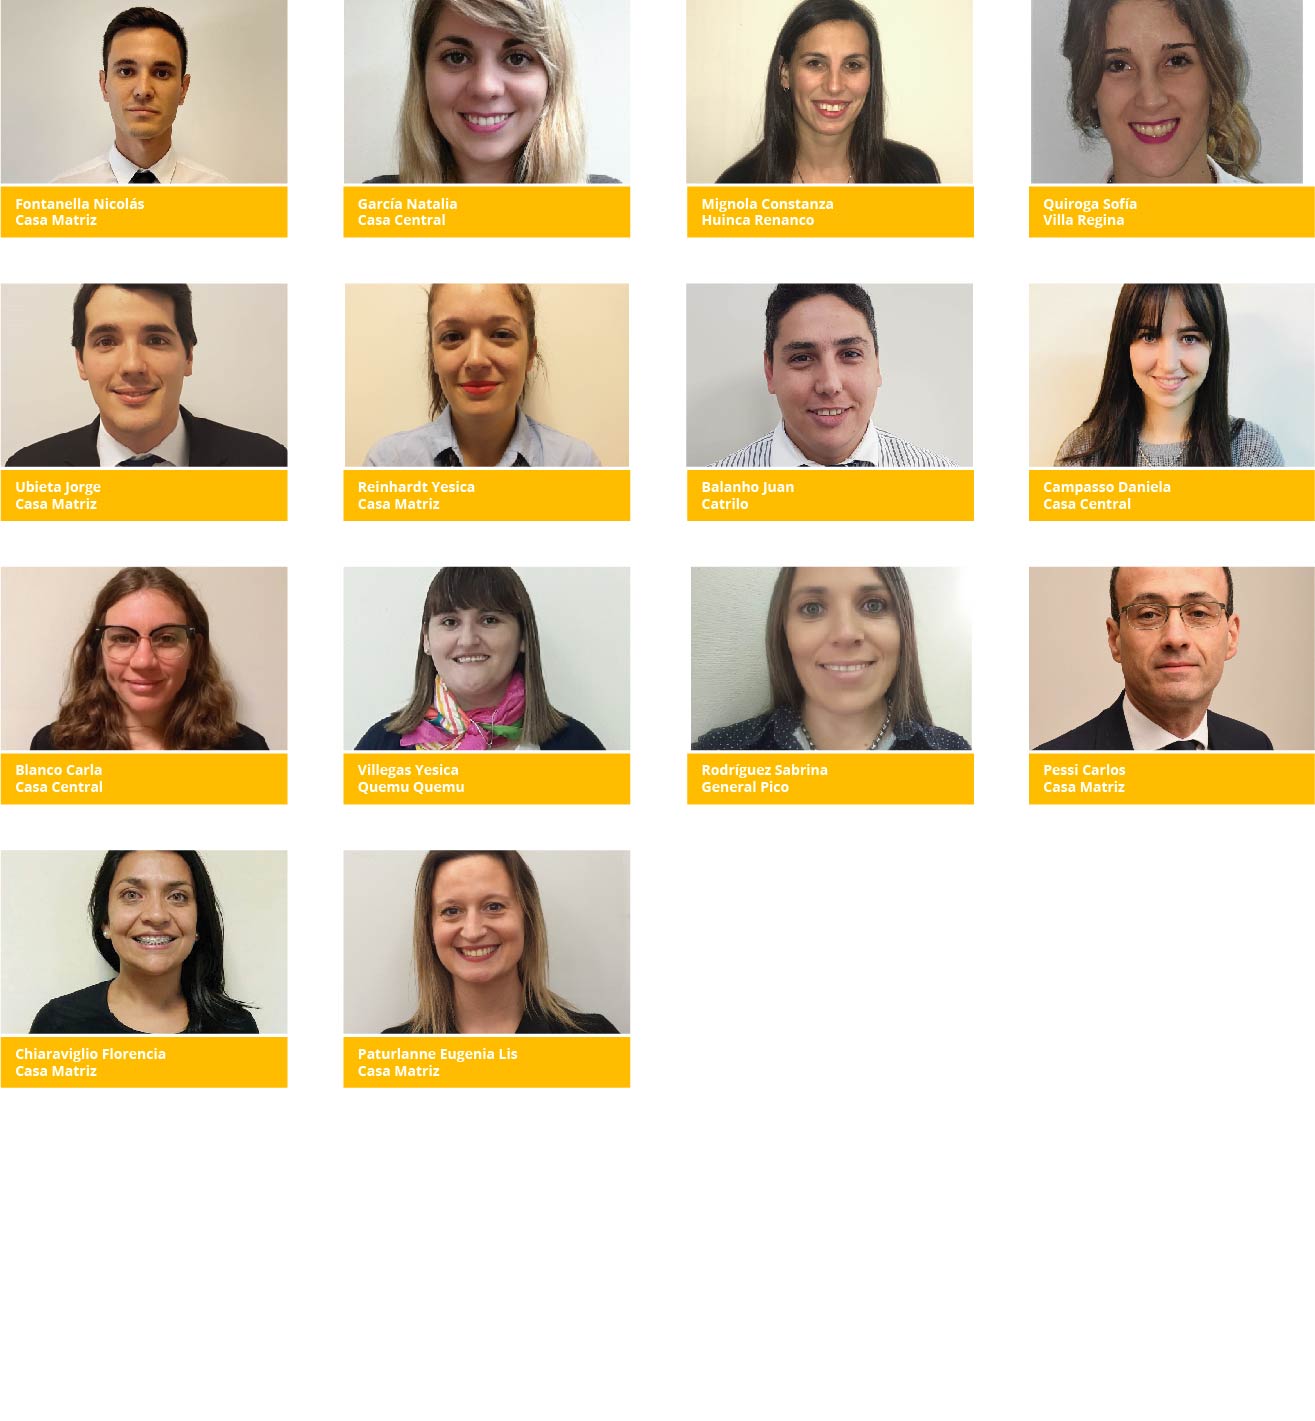 Fontanella Nicolás
Casa Matriz
García Natalia
Casa Central
Mignola Constanza
Huinca Renanco
Quiroga Sofía
Villa Regina
Ubieta Jorge
Casa Matriz
Reinhardt Yesica
Casa Matriz
Balanho Juan
Catrilo
Campasso Daniela
Casa Central
Blanco Carla
Casa Central
Villegas Yesica
Quemu Quemu
Rodríguez Sabrina
General Pico
Pessi Carlos
Casa Matriz
Chiaraviglio Florencia
Casa Matriz
Paturlanne Eugenia Lis
Casa Matriz